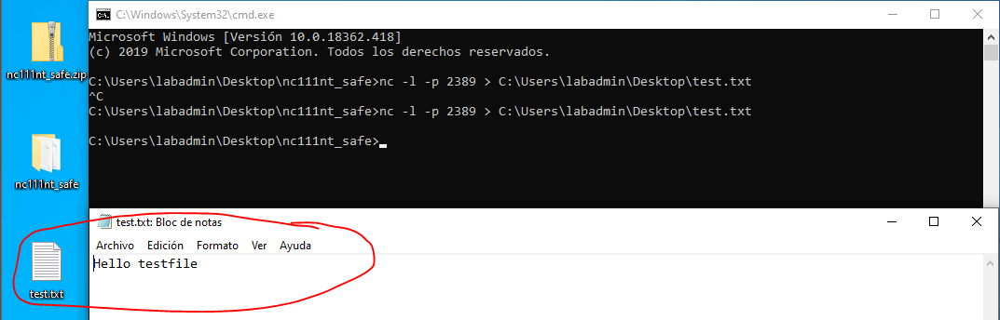 nc111nt_safe.zip
nc111nt_safe
test.txt
C:\Windows\System32\cmd.exe
Microsoft Windows [Versión 10.0.18362.418]
(c) 2019 Microsoft Corporation. Todos los derechos reservados.
C:\Users\labadmin\Desktop\nc111nt_safe>nc -l -p 2389 > C:\Users\labadmin\Desktop\test.txt
^C
C:\Users\labadmin\Desktop\nc111nt_safe>nc -l -p 2389 > C:\Users\labadmin\Desktop\test.txt
C:\Users\labadmin\Desktop\nc111nt_safe>
test.txt: Bloc de notas
Archivo Edición Formato Ver Ayuda
Hello testfile